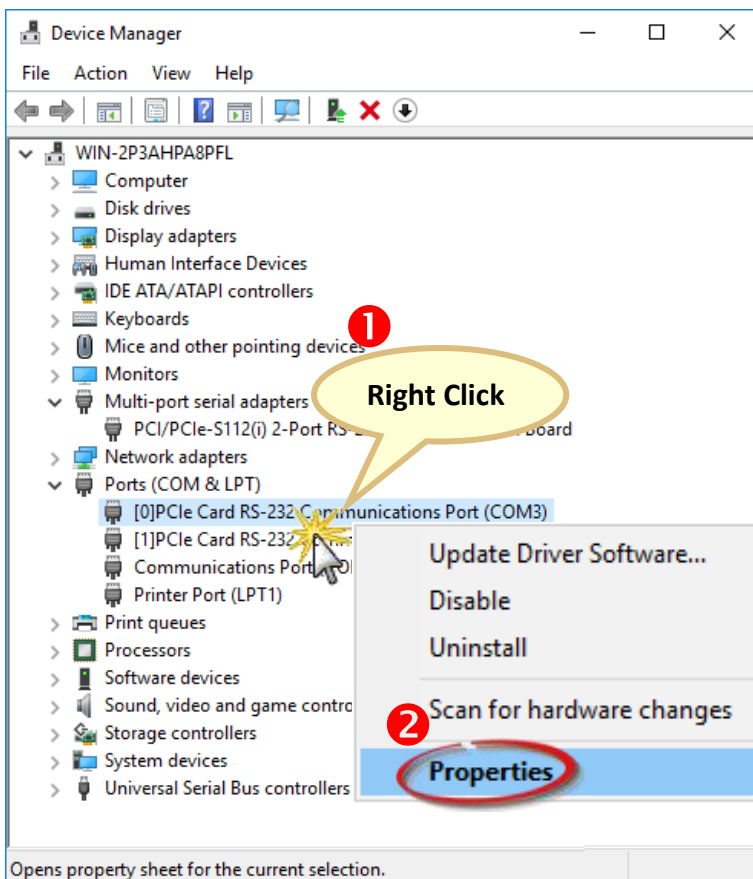 Device Manager
File Action View Help
WIN-2P3AHPA8PFL
Computer
Disk drives
Display adapters
Human Interface Devices
IDE ATA/ATAPI controllers
Keyboards
1
Mice and other pointing devices
Monitors
Right Click
Multi-port serial adapters
PCI/PCIe-S112(i) 2-Port Board
Network adapters
Ports (COM & LPT)
[0]PCIe Card RS-232 Communications Port (COM3)
[1]PCIe Card RS-232
Communications Port
Printer Port (LPT1)
Print queues
Processors
Software devices
Sound, video and game
Storage controllers
System devices
Universal Serial Bus controllers
Update Driver Software...
Disable
Uninstall
Scan for hardware changes
2
Properties
Opens property sheet for the current selection.